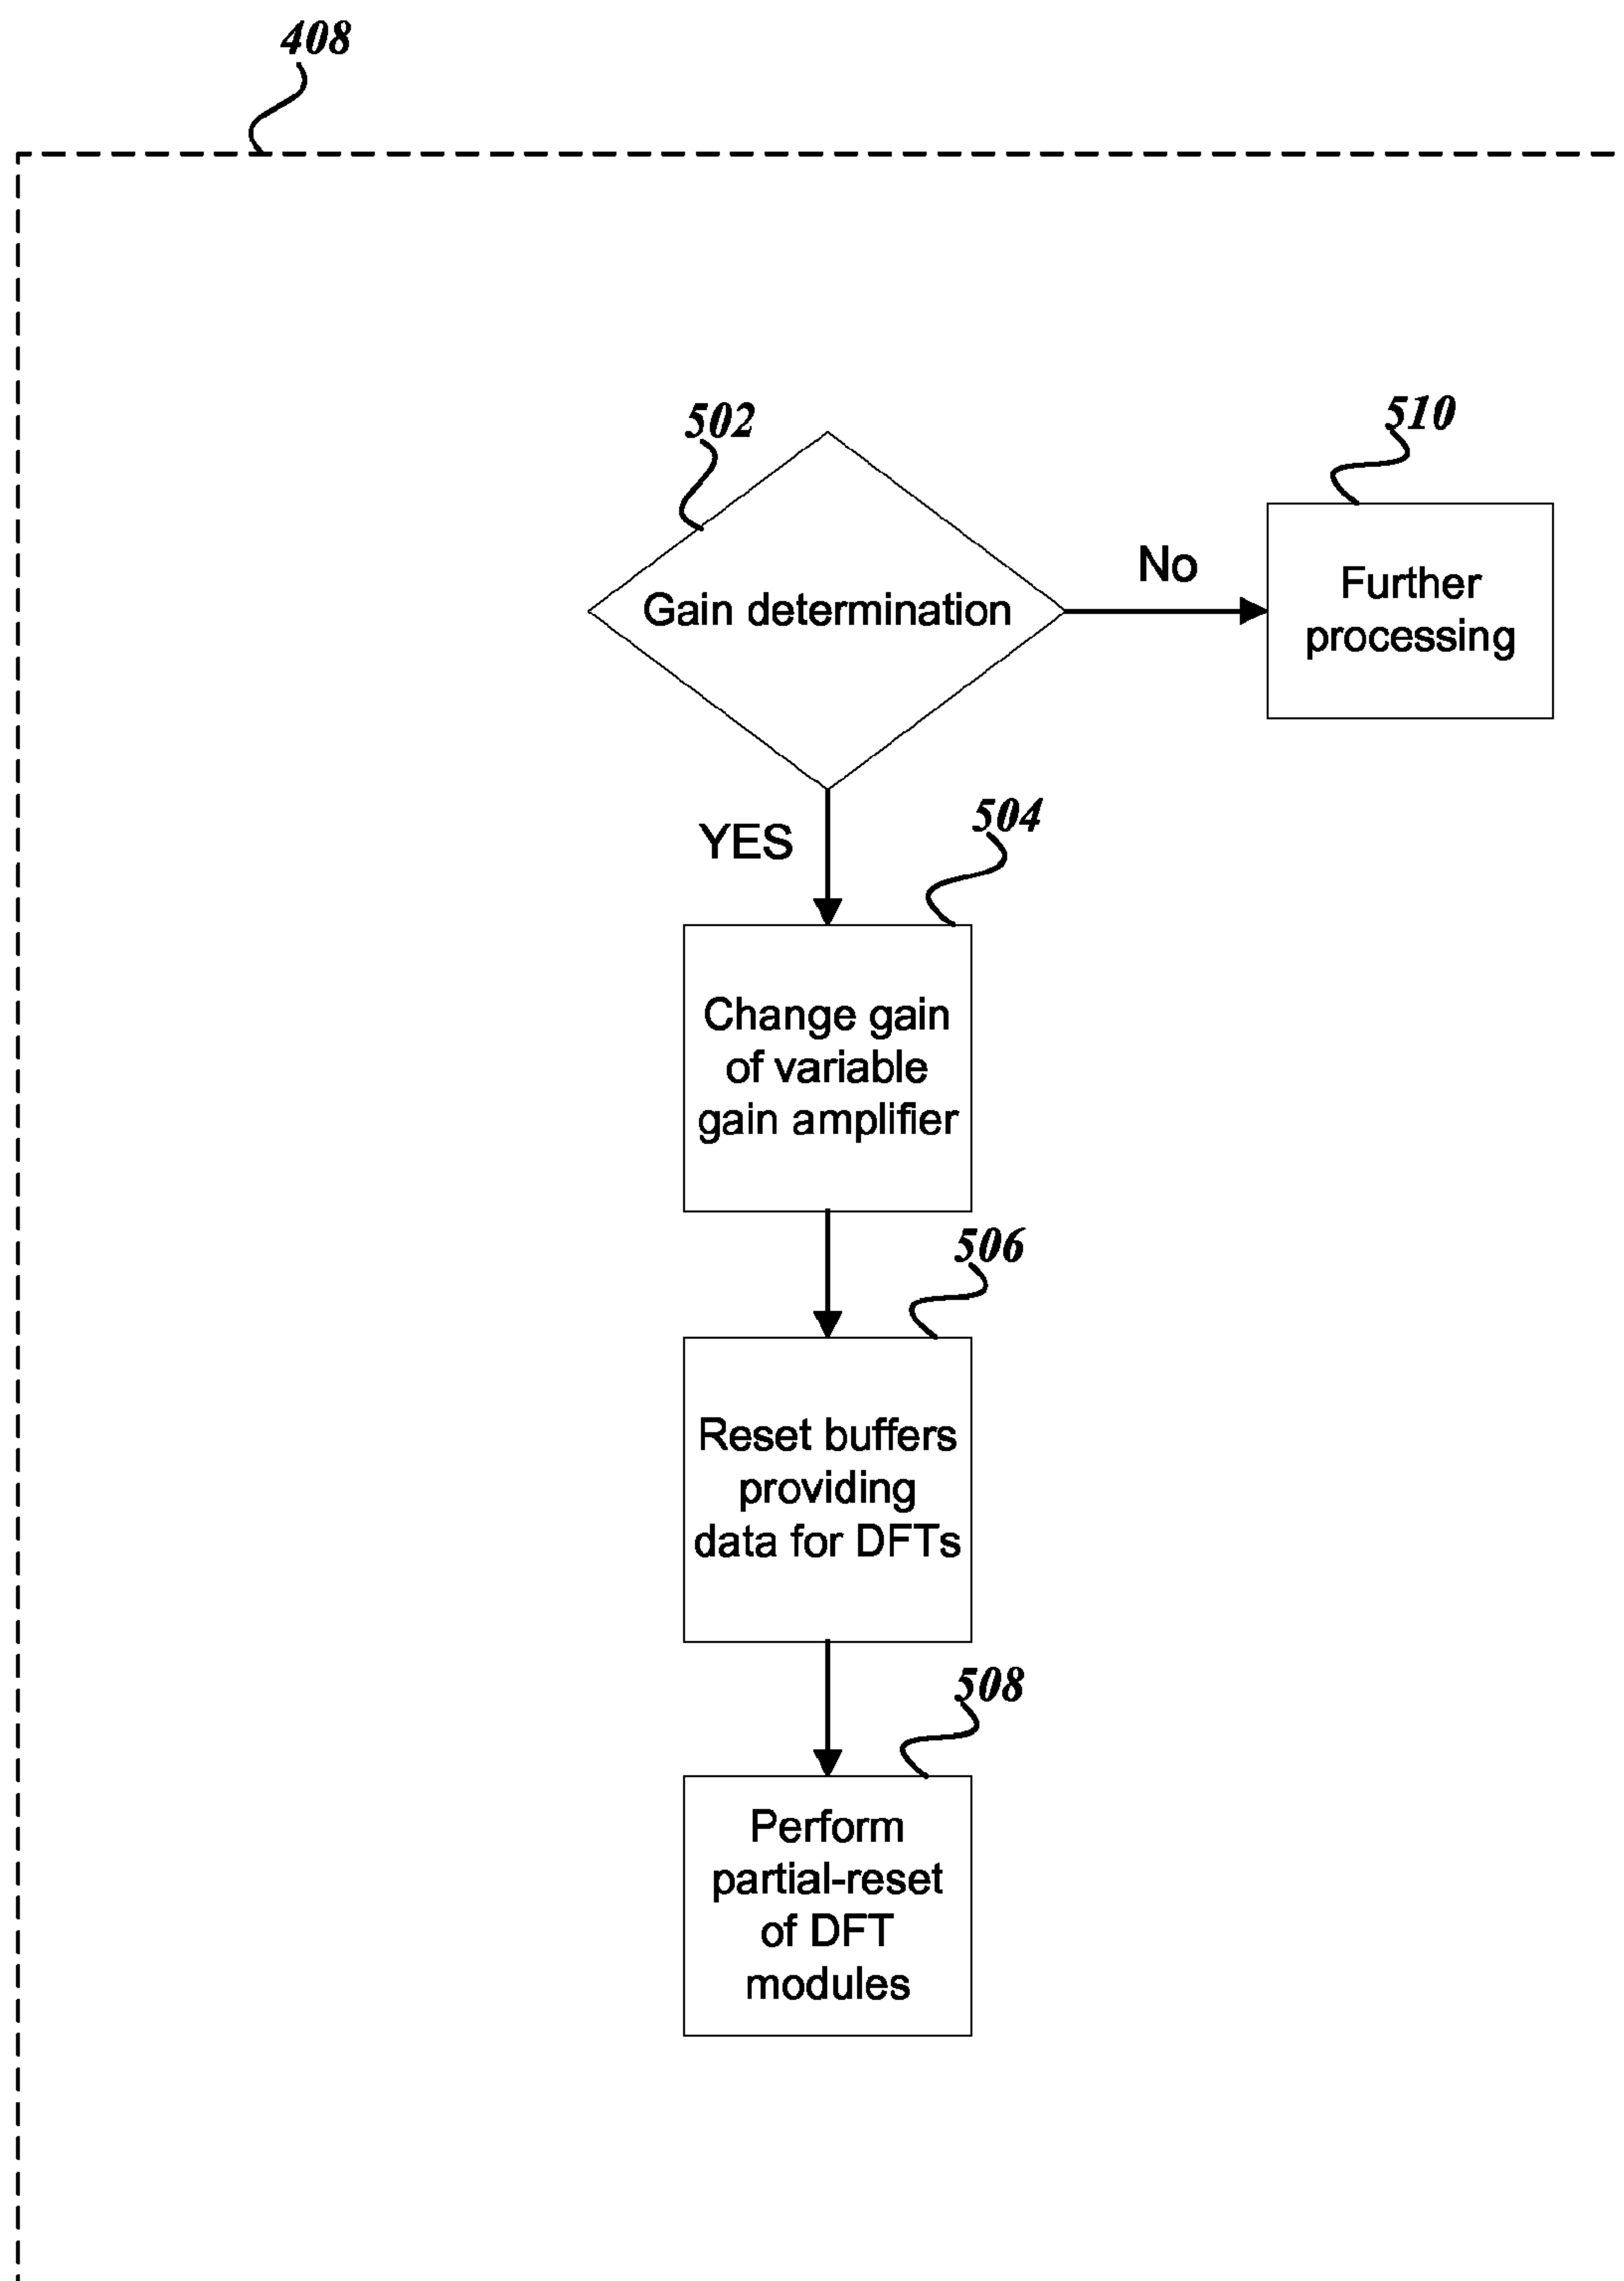 408
502
510
Gain determination
No
Further
processing
YES
504
Change gain
of variable
gain amplifier
506
Reset buffers
providing
data for DFTs
508
Perform
partial-reset
of DFT
modules